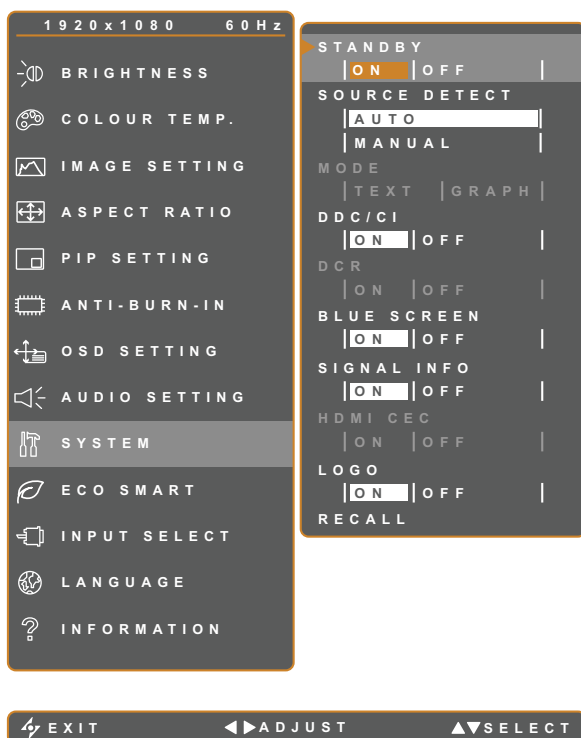 1920x1080 60Hz
BRIGHTNESS
COLOUR TEMP.
IMAGE SETTING
ASPECT RATIO
PIP SETTING
ANTI-BURN-IN
OSD SETTING
AUDIO SETTING
SYSTEM
ECO SMART
INPUT SELECT
LANGUAGE
INFORMATION
STANDBY
ON OFF
SOURCE DETECT
AUTO
MANUAL
MODE
TEXT GRAPH
DDC/CI
ON OFF
DCR
ON OFF
BLUE SCREEN
ON OFF
SIGNAL INFO
ON OFF
HDMI CEC
ON OFF
LOGO
ON OFF
RECALL
EXIT ADJUST SELECT